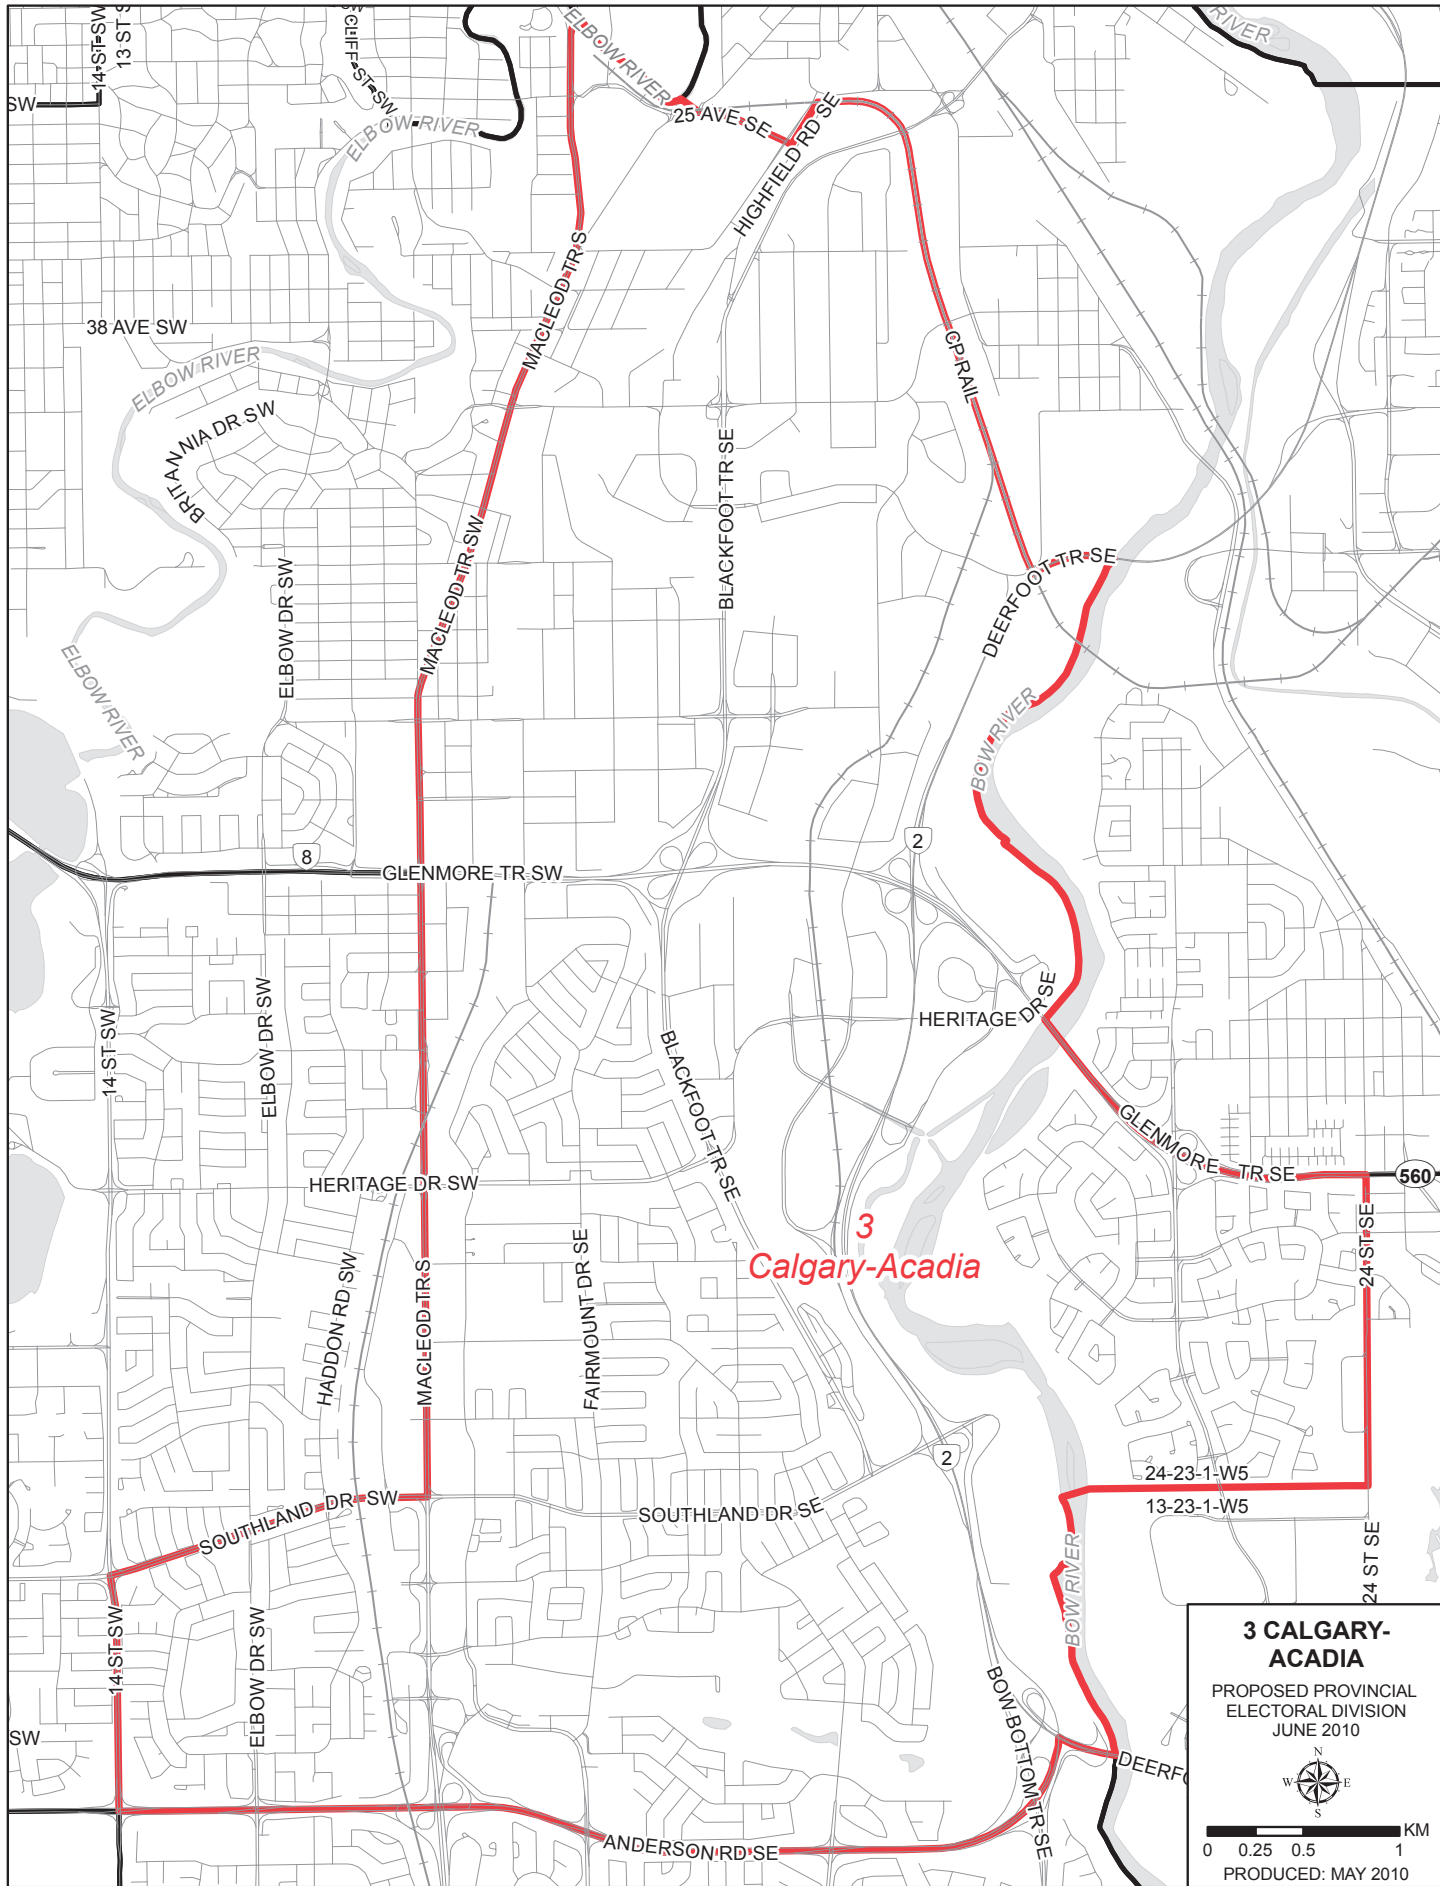 14 ST SW
13 ST S
SW
CLIFF ST SW
ELBOW RIVER
RIVER
SW
ELBOW RIVER
25 AVE SE
HIGHFIELD RD SE
MACLEOD TR S
38 AVE SW
ELBOW RIVER
CP RAIL
BRITANNIA DR SW
BLACKFOOT TR SE
MACLEOD TR SW
ELBOW DR SW
DEERFOOT TR SE
ELBOW RIVER
BOW RIVER
8
GLENMORE TR SW
2
14 ST SW
ELBOW DR SW
HERITAGE DR SE
BLACKFOOT TR SE
GLENMORE TR SE
560
HERITAGE DR SW
24 ST SE
3
Calgary-Acadia
HADDON RD SW
MACLEOD TR S
FAIRMOUNT DR SE
2
24-23-1-W5
13-23-1-W5
SOUTHLAND DR SW
SOUTHLAND DR SE
BOW RIVER
24 ST SE
14 ST SW
ELBOW DR SW
SW
BOW BOTTOM TR SE
DEERFO
ANDERSON RD SE
3 CALGARY-
ACADIA
PROPOSED PROVINCIAL
ELECTORAL DIVISION
JUNE 2010
N
W E
S
KM
0 0.25 0.5 1
PRODUCED: MAY 2010